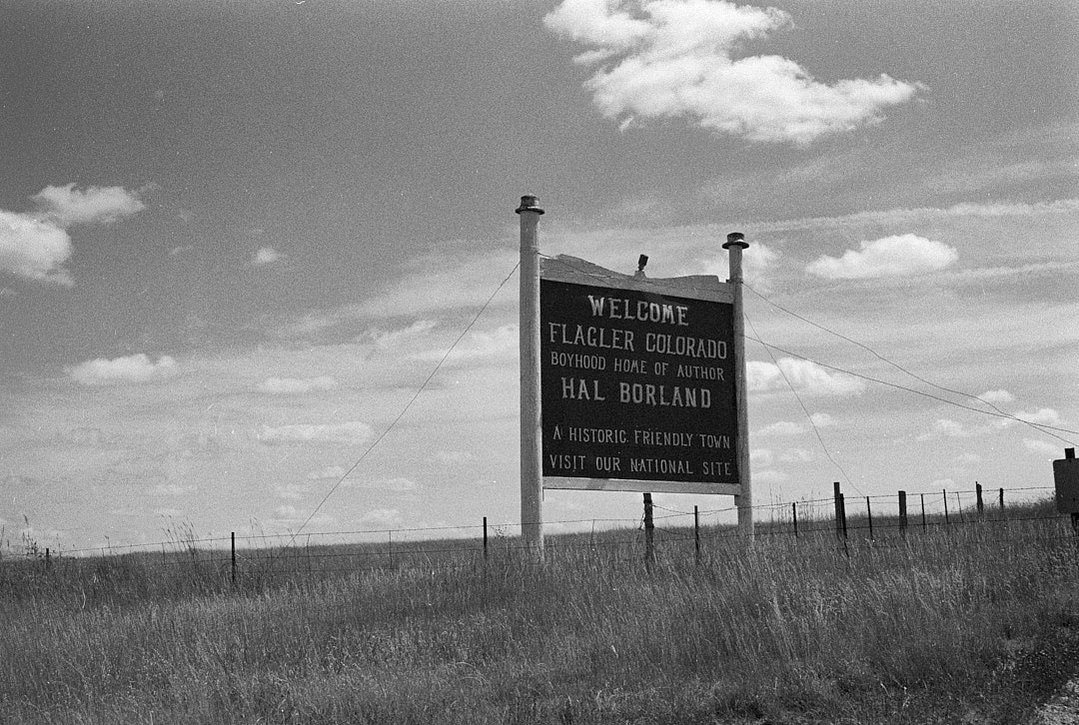 WELCOME
FLAGLER COLORADO
BOYHOOD HOME OF AUTHOR
HAL BORLAND
A HISTORIC FRIENDLY TOWN
VISIT OUR NATIONAL SITE